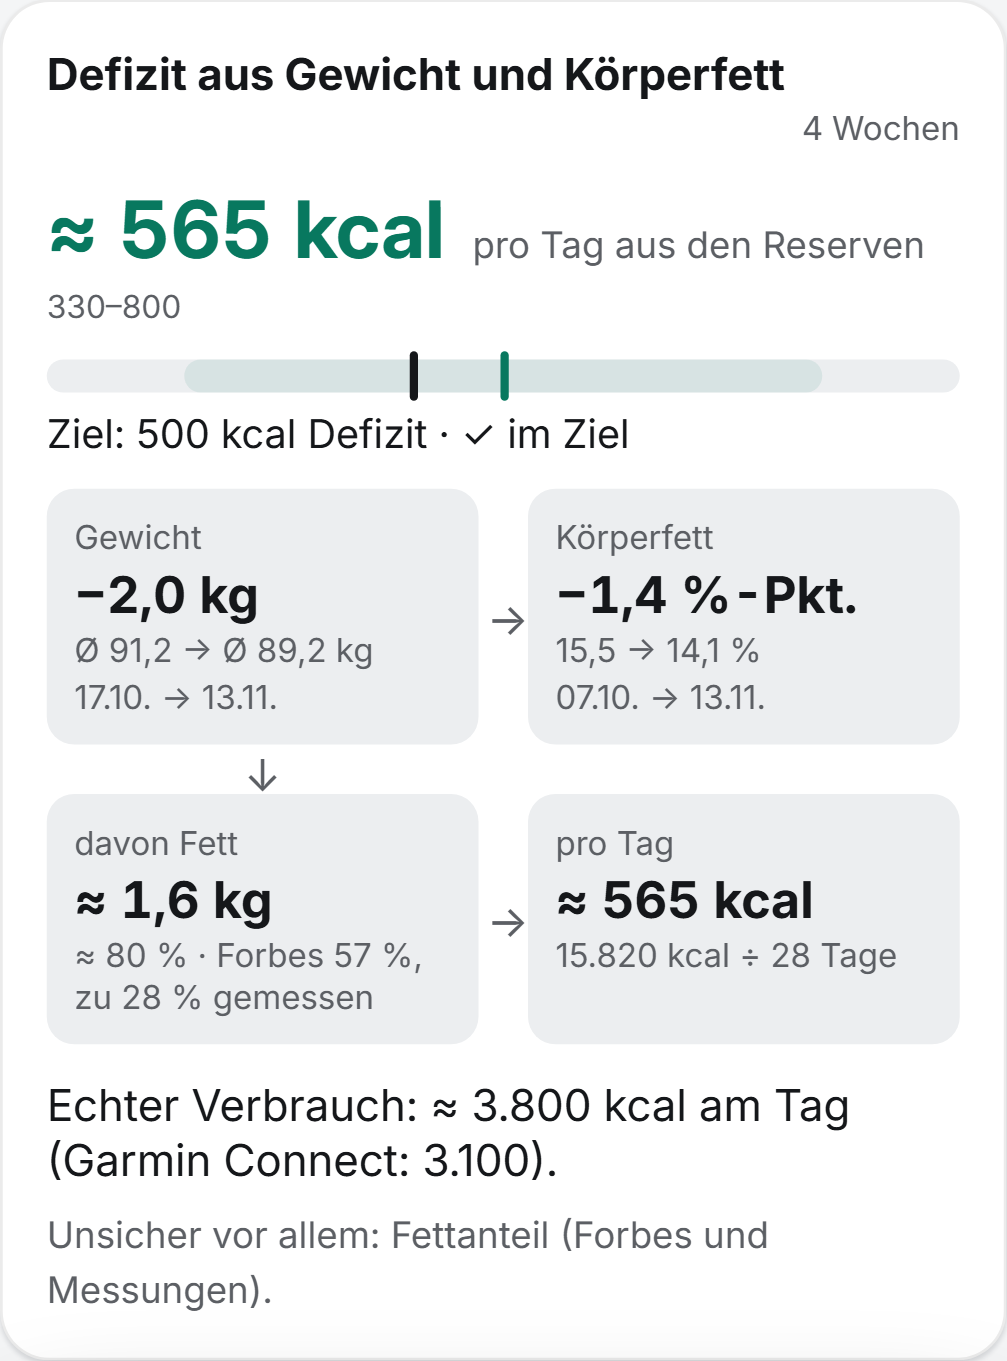 Defizit aus Gewicht und Körperfett
4 Wochen
≈ 565 kcal pro Tag aus den Reserven
330–800
Ziel: 500 kcal Defizit · ✓ im Ziel
Gewicht
−2,0 kg
Ø 91,2 → Ø 89,2 kg
17.10. → 13.11.
→
Körperfett
−1,4 %-Pkt.
15,5 → 14,1 %
07.10. → 13.11.
↓
davon Fett
≈ 1,6 kg
≈ 80 % · Forbes 57 %,
zu 28 % gemessen
→
pro Tag
≈ 565 kcal
15.820 kcal ÷ 28 Tage
Echter Verbrauch: ≈ 3.800 kcal am Tag
(Garmin Connect: 3.100).
Unsicher vor allem: Fettanteil (Forbes und
Messungen).